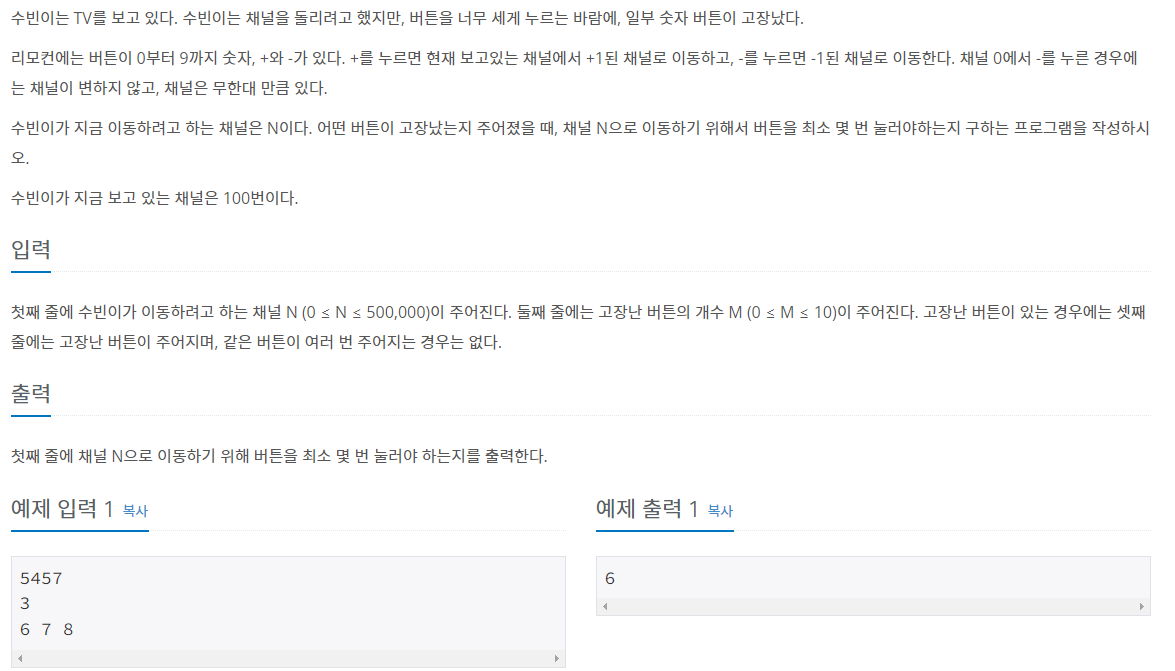 수빈이는 TV를 보고 있다. 수빈이는 채널을 돌리려고 했지만, 버튼을 너무 세게 누르는 바람에, 일부 숫자 버튼이 고장났다.
리모컨에는 버튼이 0부터 9까지 숫자, +와 -가 있다. +를 누르면 현재 보고있는 채널에서 +1된 채널로 이동하고, -를 누르면 -1된 채널로 이동한다. 채널 0에서 -를 누른 경우에
는 채널이 변하지 않고, 채널은 무한대 만큼 있다.
수빈이가 지금 이동하려고 하는 채널은 N이다. 어떤 버튼이 고장났는지 주어졌을 때, 채널 N으로 이동하기 위해서 버튼을 최소 몇 번 눌러야하는지 구하는 프로그램을 작성하시
오.
수빈이가 지금 보고 있는 채널은 100번이다.
입력
첫째 줄에 수빈이가 이동하려고 하는 채널 N (0 ≤ N ≤ 500,000)이 주어진다. 둘째 줄에는 고장난 버튼의 개수 M (0 ≤ M ≤ 10)이 주어진다. 고장난 버튼이 있는 경우에는 셋째
줄에는 고장난 버튼이 주어지며, 같은 버튼이 여러 번 주어지는 경우는 없다.
출력
첫째 줄에 채널 N으로 이동하기 위해 버튼을 최소 몇 번 눌러야 하는지를 출력한다.
예제 입력 1 복사
5457
3
6 7 8
예제 출력 1 복사
6